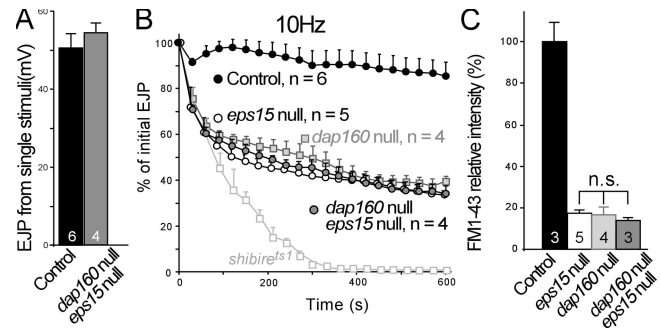 A
EJP from single stimuli(mV)
60
40
20
0
6
4
Control
dap160 null
eps15 null
B
10Hz
% of initial EJP
100
80
60
40
20
0
Control, n = 6
eps15 null, n = 5
dap160 null, n = 4
dap160 null
eps15 null, n = 4
shibire ts1
0
200
400
600
Time (s)
C
FM1-43 relative intensity (%)
100
80
60
40
20
0
n.s.
3
5
4
3
Control
eps15 null
dap160 null
dap160 null
eps15 null